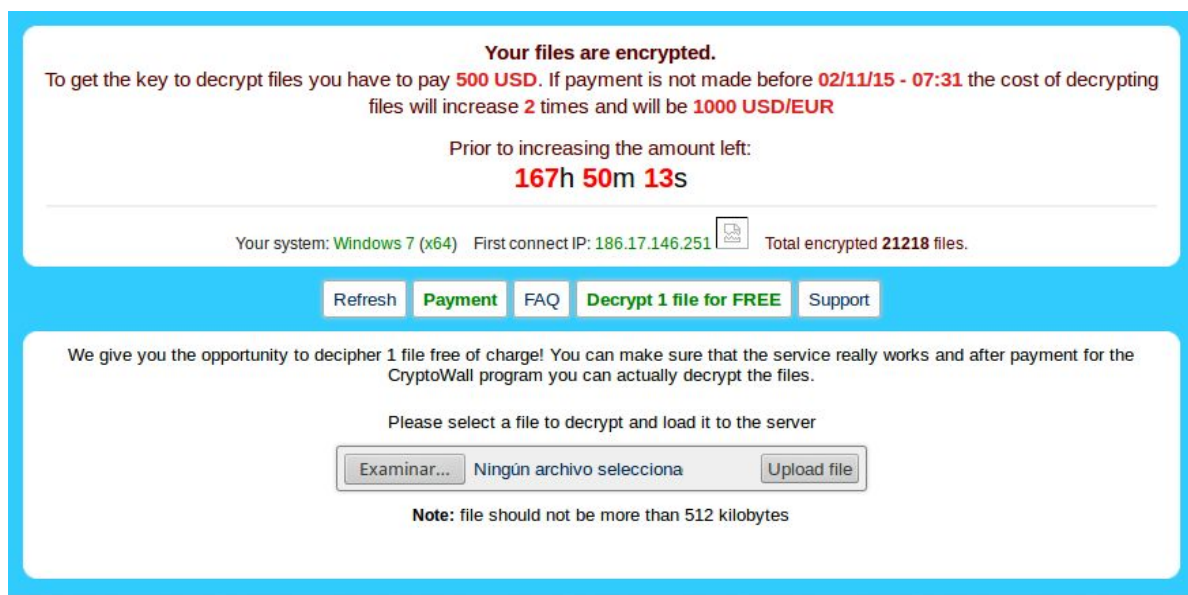 Your files are encrypted.
To get the key to decrypt files you have to pay 500 USD. If payment is not made before 02/11/15 - 07:31 the cost of decrypting
files will increase 2 times and will be 1000 USD/EUR
Prior to increasing the amount left:
167h 50m 13s
Your system: Windows 7 (x64) First connect IP: 186.17.146.251 Total encrypted 21218 files.
Refresh Payment FAQ Decrypt 1 file for FREE Support
We give you the opportunity to decipher 1 file free of charge! You can make sure that the service really works and after payment for the
CryptoWall program you can actually decrypt the files.
Please select a file to decrypt and load it to the server
Examinar... Ningún archivo selecciona Upload file
Note: file should not be more than 512 kilobytes